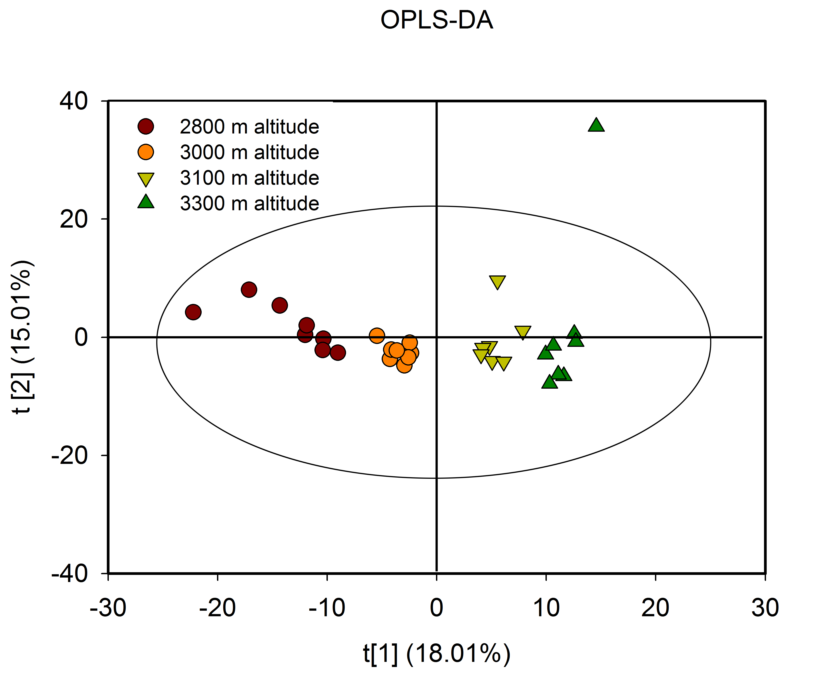 OPLS-DA
40
2800 m altitude
3000 m altitude
3100 m altitude
3300 m altitude
20
0
-20
-40
t [2] (15.01%)
-30 -20 -10 0 10 20 30
t[1] (18.01%)